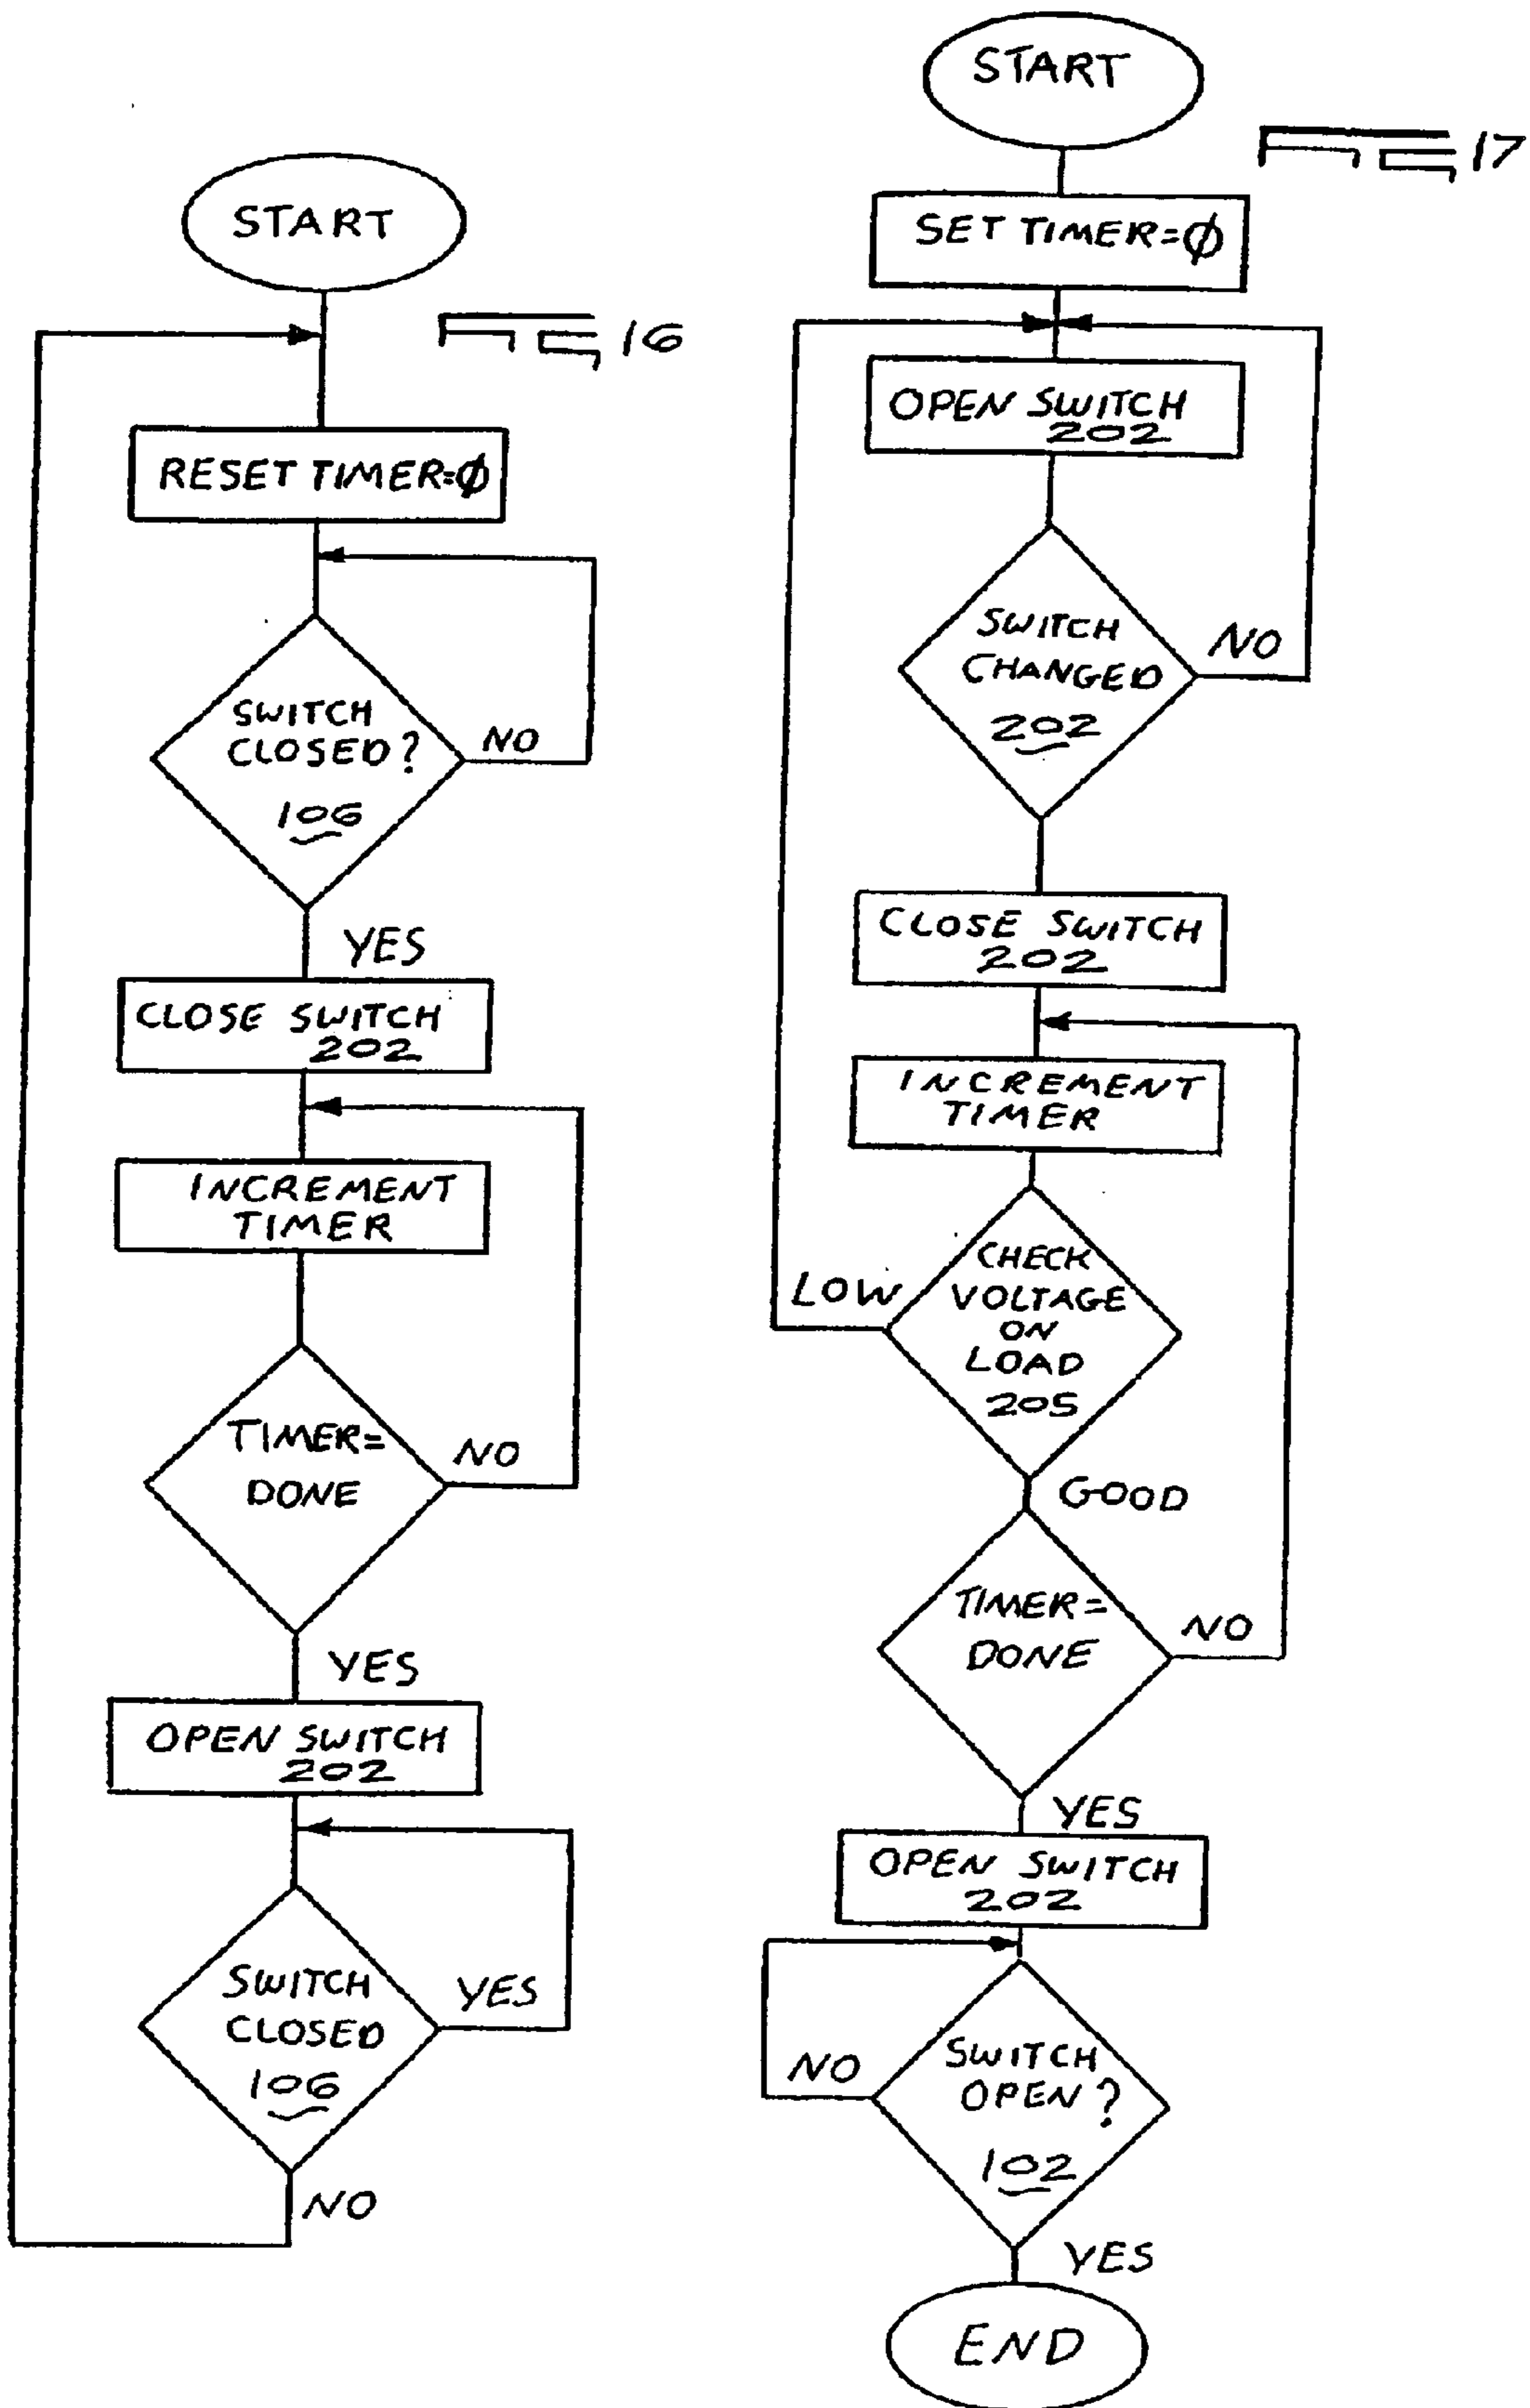 START
FIG 16
RESET TIMER=∅
SWITCH
CLOSED?
106
NO
YES
CLOSE SWITCH
202
INCREMENT
TIMER
TIMER=
DONE
NO
YES
OPEN SWITCH
202
SWITCH
CLOSED
106
YES
NO
START
FIG 17
SET TIMER=∅
OPEN SWITCH
202
SWITCH
CHANGED
202
NO
CLOSE SWITCH
202
INCREMENT
TIMER
CHECK
VOLTAGE
ON
LOAD
205
LOW
GOOD
TIMER=
DONE
NO
YES
OPEN SWITCH
202
SWITCH
OPEN?
102
NO
YES
END